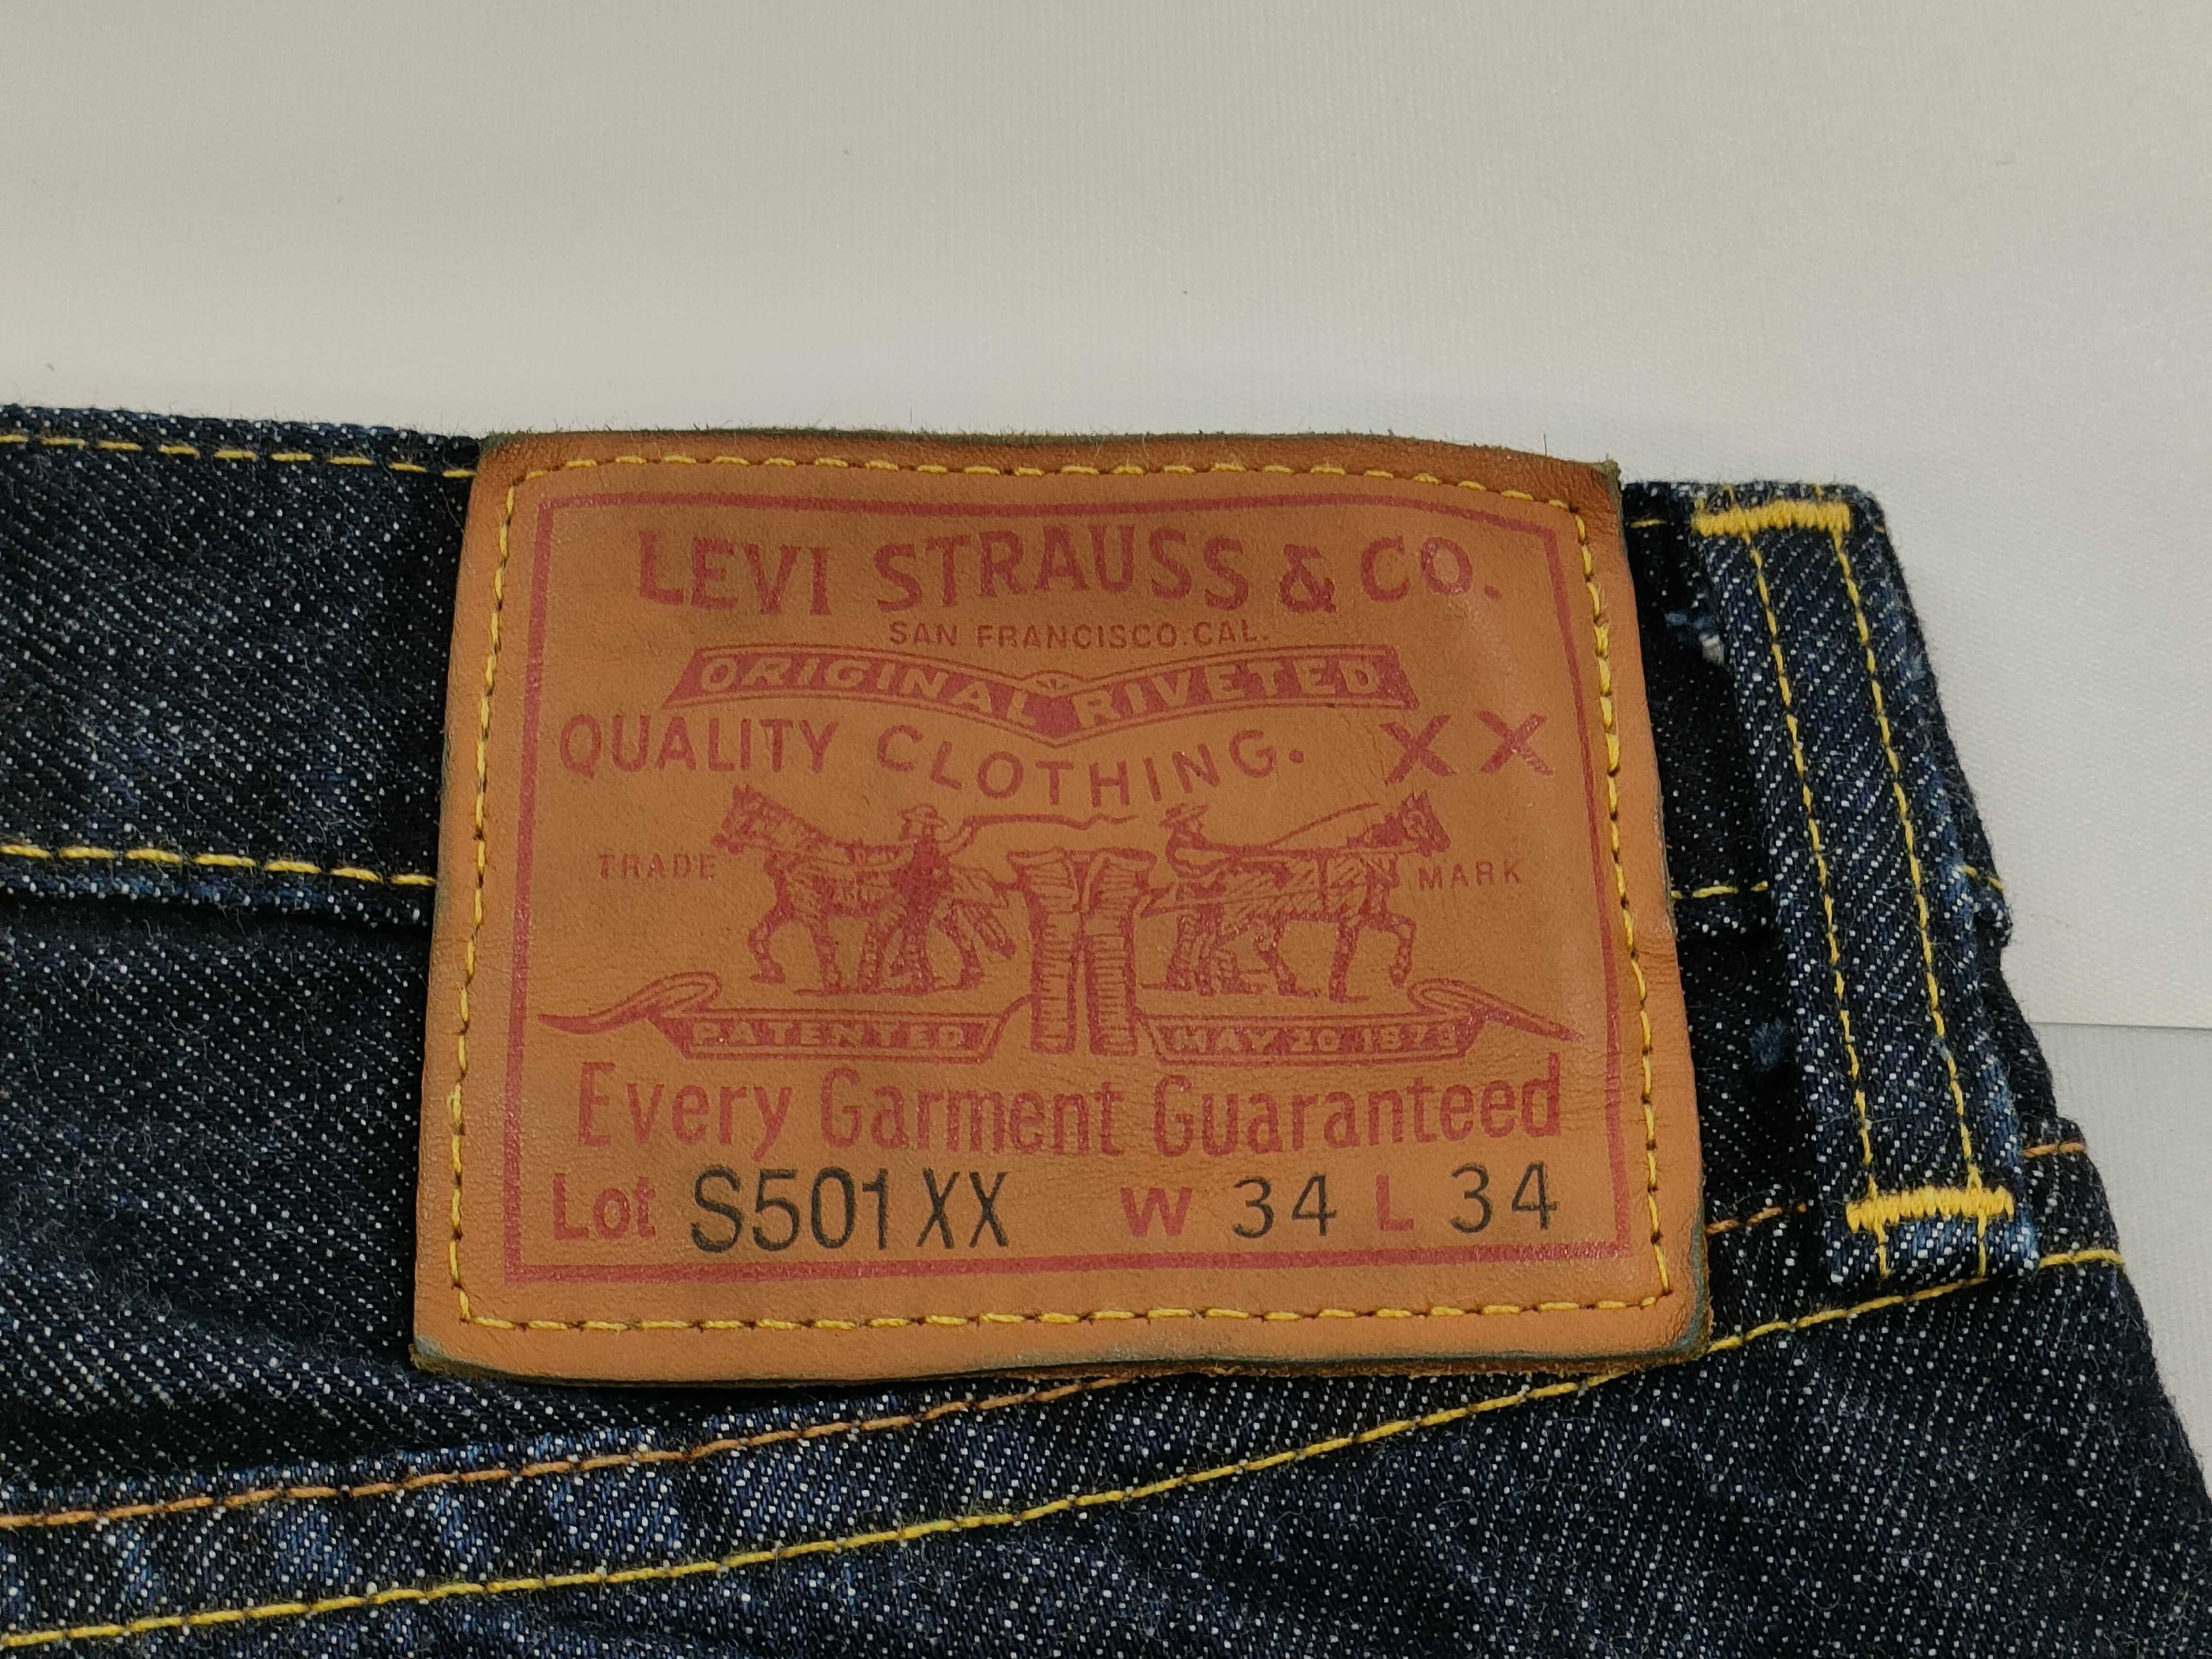 LEVI STRAUSS & CO.
SAN FRANCISCO.CAL.
ORIGINAL RIVETED
QUALITY CLOTHING. XX
TRADE MARK
PATENTED MAY 20 1873
Every Garment Guaranteed
Lot S501XX W 34 L 34